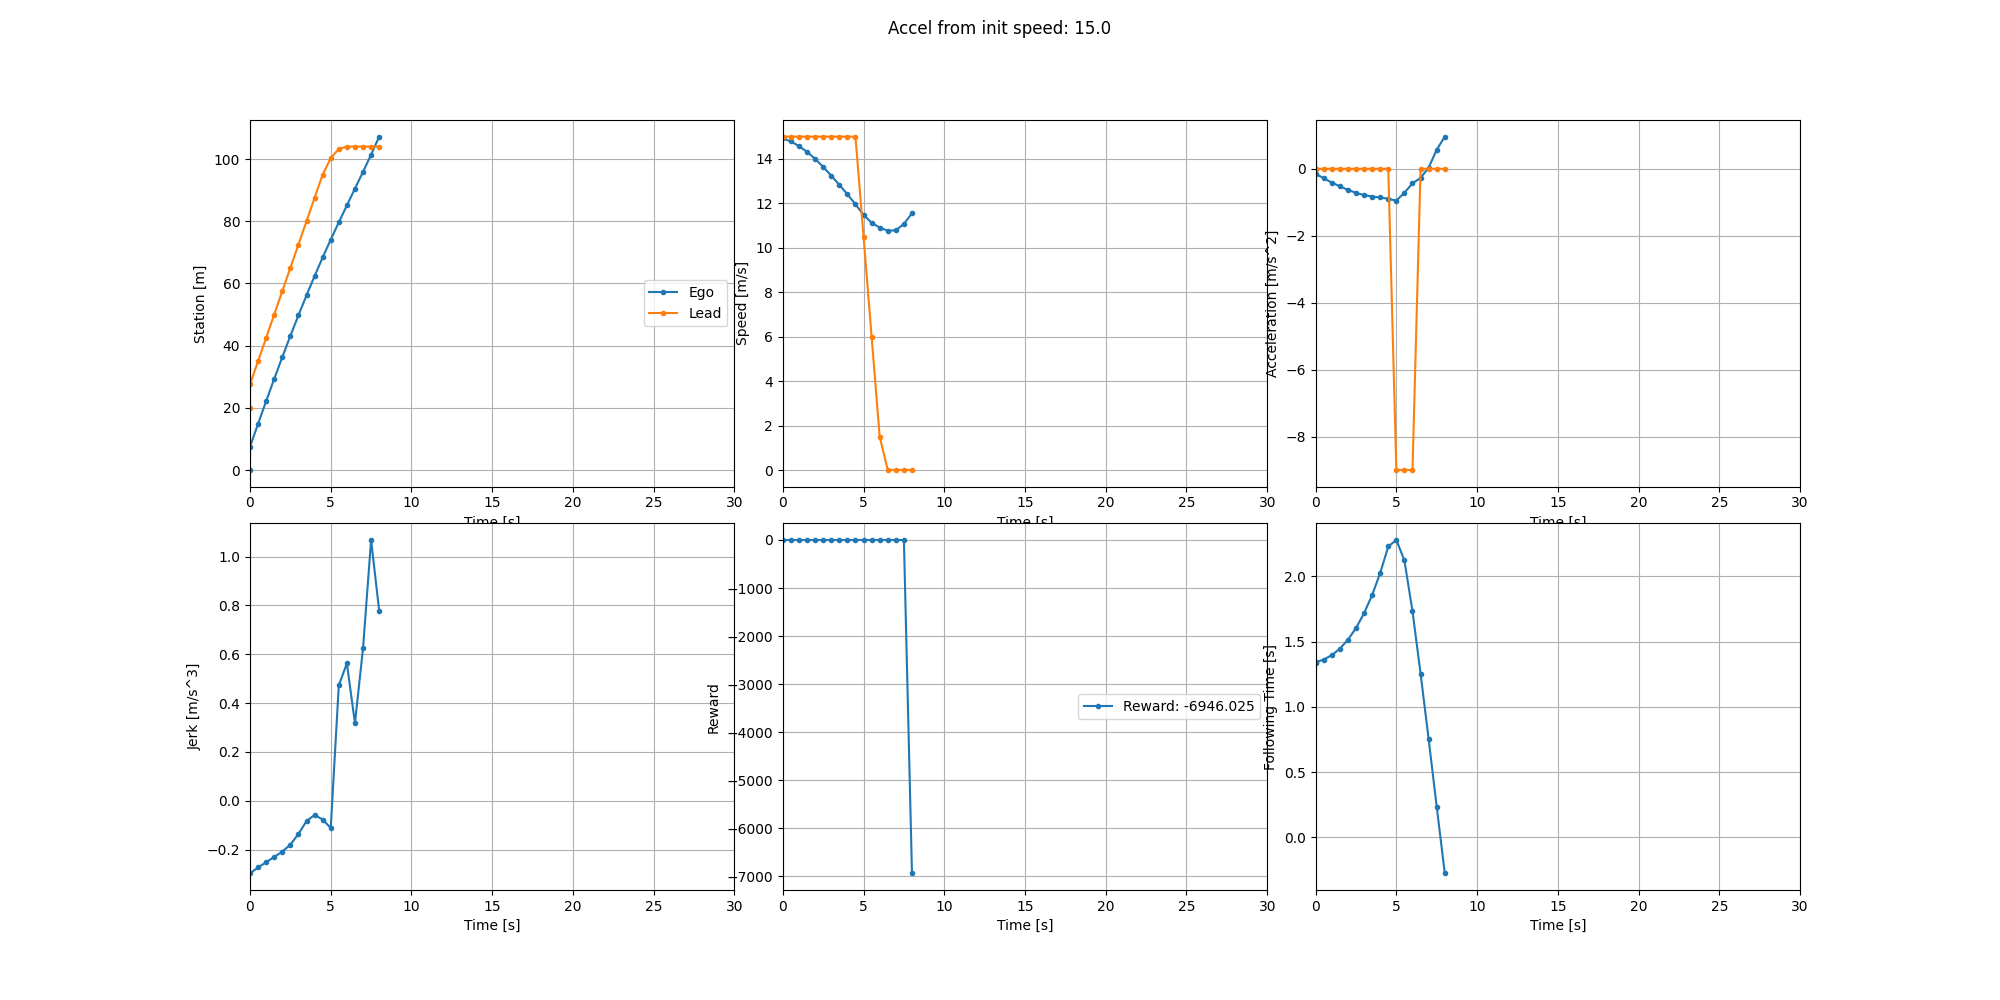 Accel from init speed: 15.0
Station [m]
100
80
60
40
20
0
Ego
Lead
0 5 10 15 20 25 30
Time [s]
Speed [m/s]
14
12
10
8
6
4
2
0
0 5 10 15 20 25 30
Time [s]
Acceleration [m/s^2]
0
−2
−4
−6
−8
0 5 10 15 20 25 30
Time [s]
Jerk [m/s^3]
1.0
0.8
0.6
0.4
0.2
0.0
−0.2
0 5 10 15 20 25 30
Time [s]
Reward
0
−1000
−2000
−3000
−4000
−5000
−6000
−7000
Reward: -6946.025
0 5 10 15 20 25 30
Time [s]
Following Time [s]
2.0
1.5
1.0
0.5
0.0
0 5 10 15 20 25 30
Time [s]